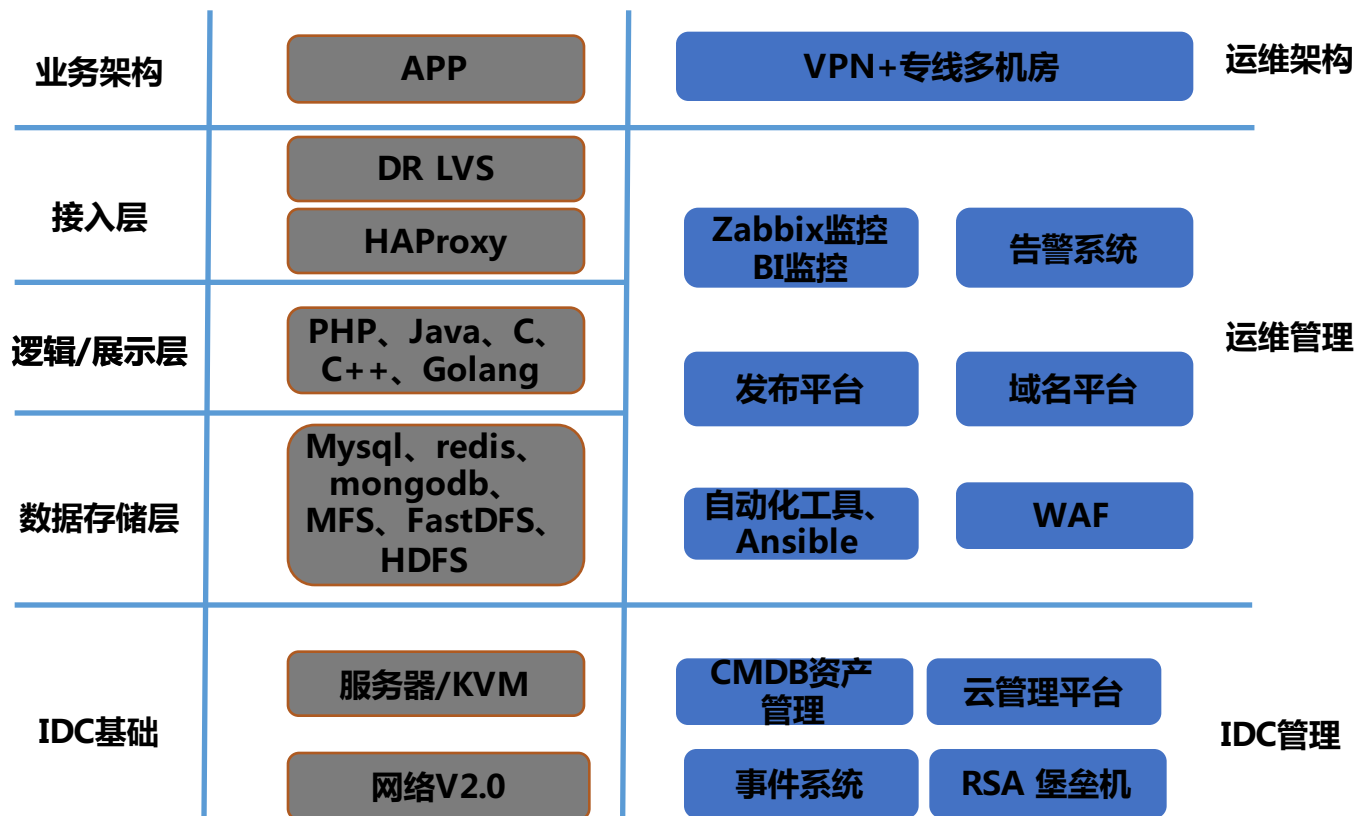 业务架构
APP
VPN+专线多机房
运维架构
接入层
DR LVS
HAProxy
Zabbix监控
BI监控
告警系统
逻辑/展示层
PHP、Java、C、
C++、Golang
发布平台
域名平台
运维管理
数据存储层
Mysql、redis、
mongodb、
MFS、FastDFS、
HDFS
自动化工具、
Ansible
WAF
IDC基础
服务器/KVM
网络V2.0
CMDB资产
管理
云管理平台
事件系统
RSA 堡垒机
IDC管理